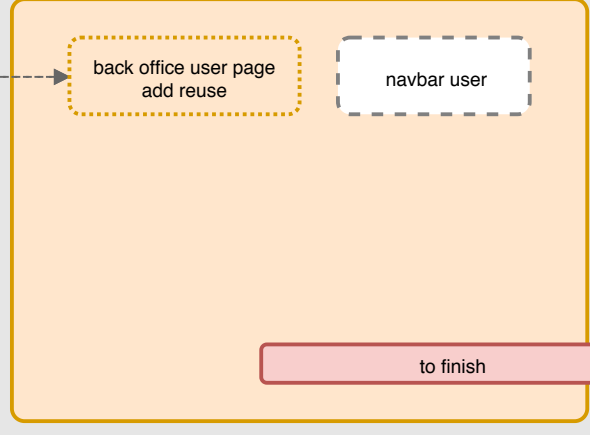 back office user page
add reuse
navbar user
to finish